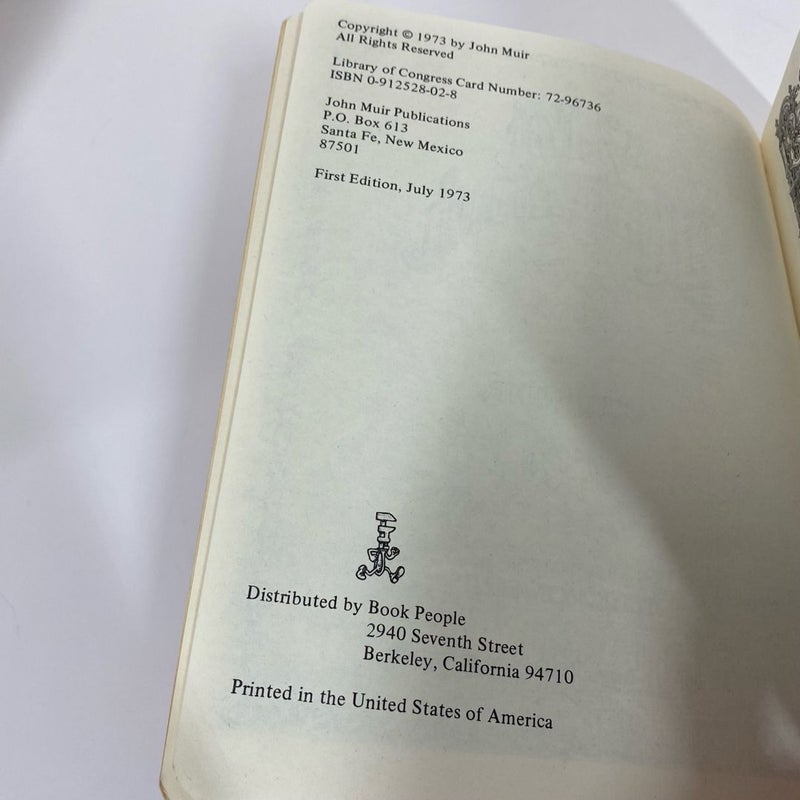 Copyright © 1973 by John Muir
All Rights Reserved
Library of Congress Card Number: 72-96736
ISBN 0-912528-02-8
John Muir Publications
P.O. Box 613
Santa Fe, New Mexico
87501
First Edition, July 1973
Distributed by Book People
2940 Seventh Street
Berkeley, California 94710
Printed in the United States of America